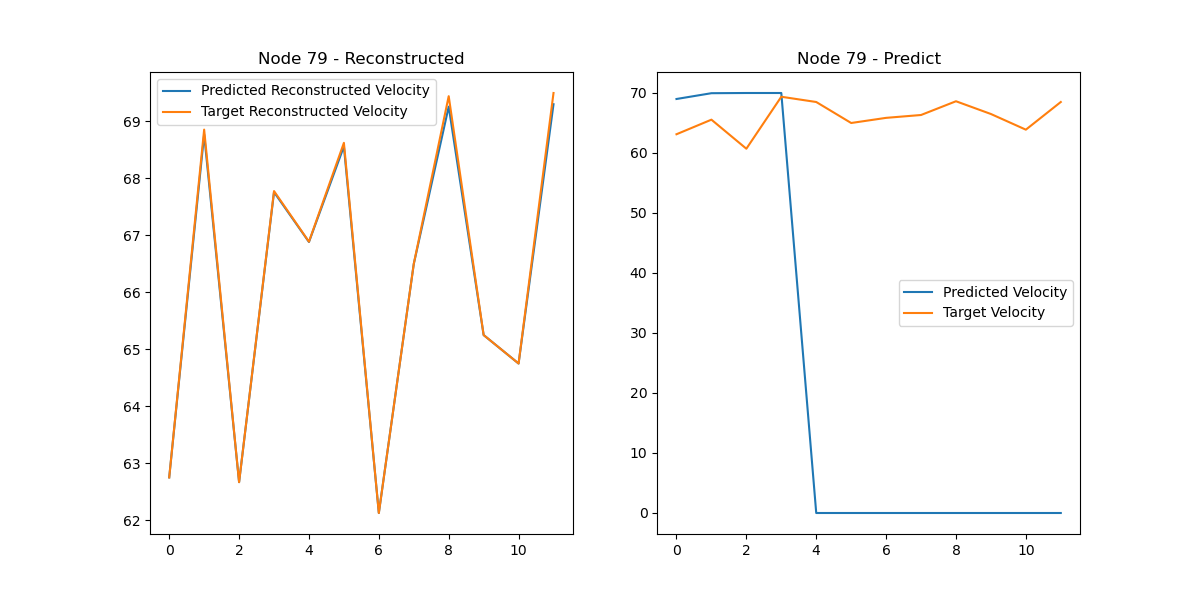 Node 79 - Reconstructed
Predicted Reconstructed Velocity
Target Reconstructed Velocity
69
68
67
66
65
64
63
62
0 2 4 6 8 10
Node 79 - Predict
70
60
50
40
30
20
10
0
Predicted Velocity
Target Velocity
0 2 4 6 8 10